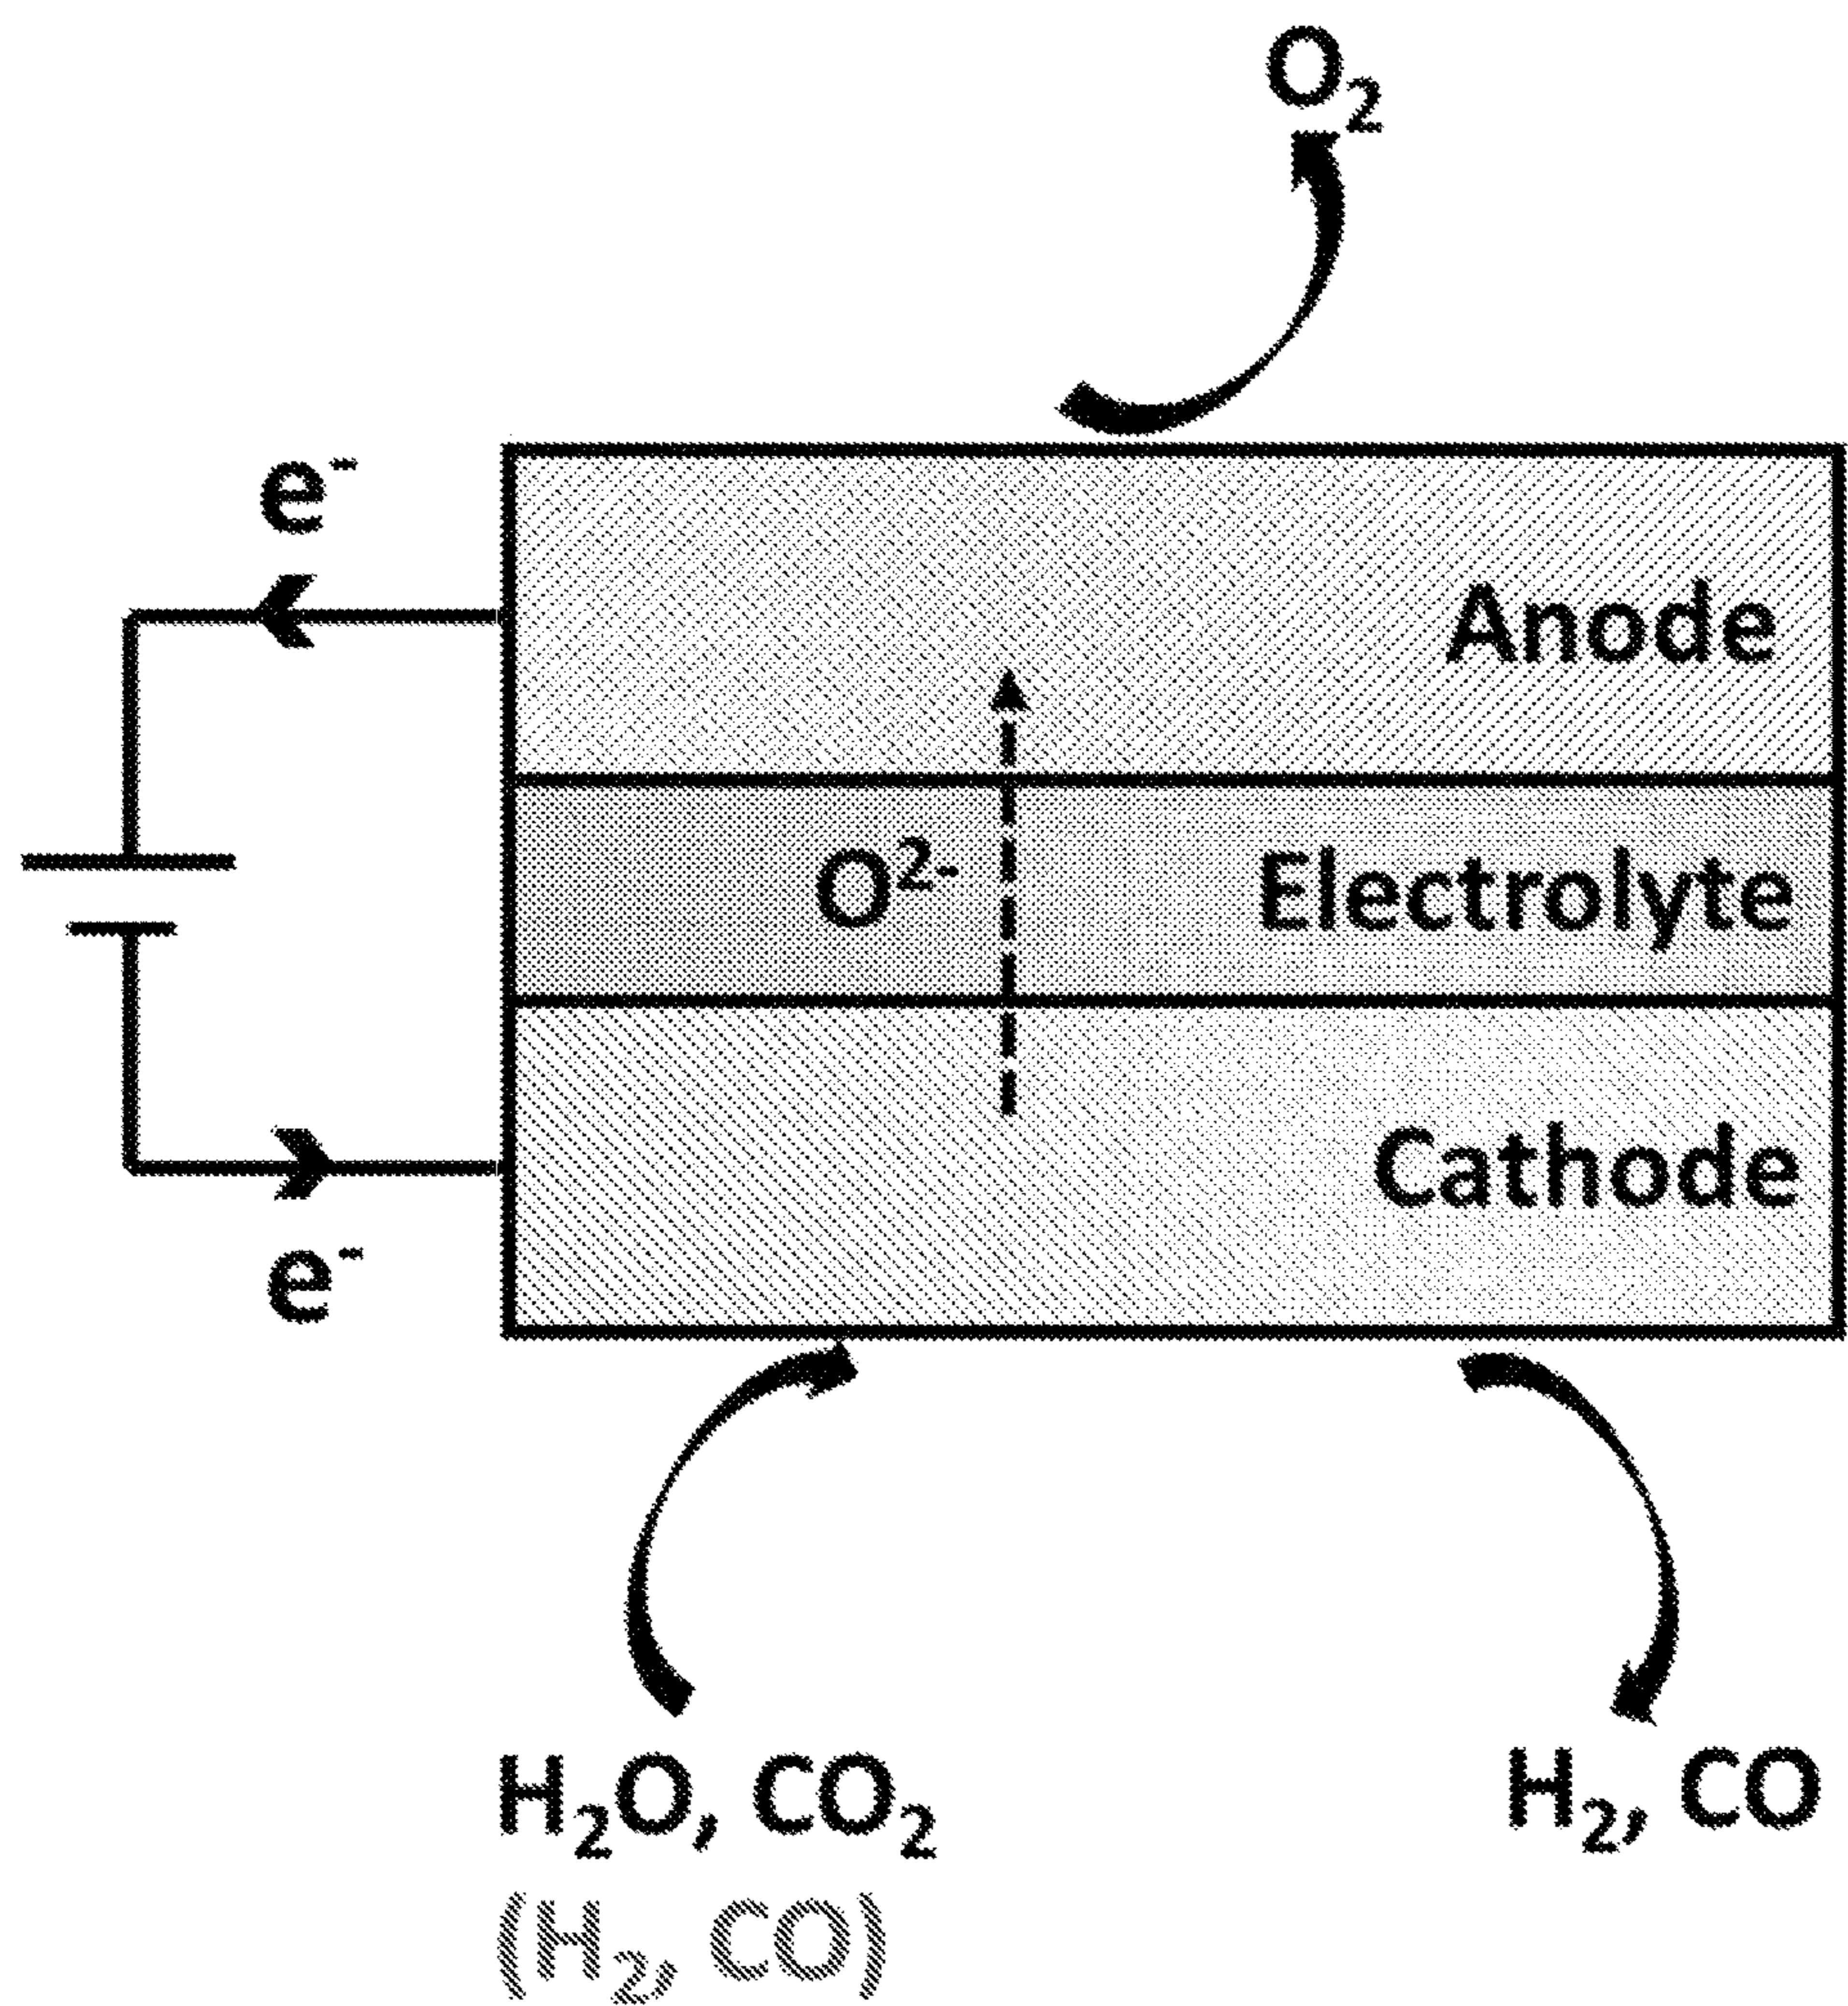 O₂
e⁻
Anode
O²⁻
Electrolyte
Cathode
e⁻
H₂O, CO₂
H₂, CO
(H₂, CO)